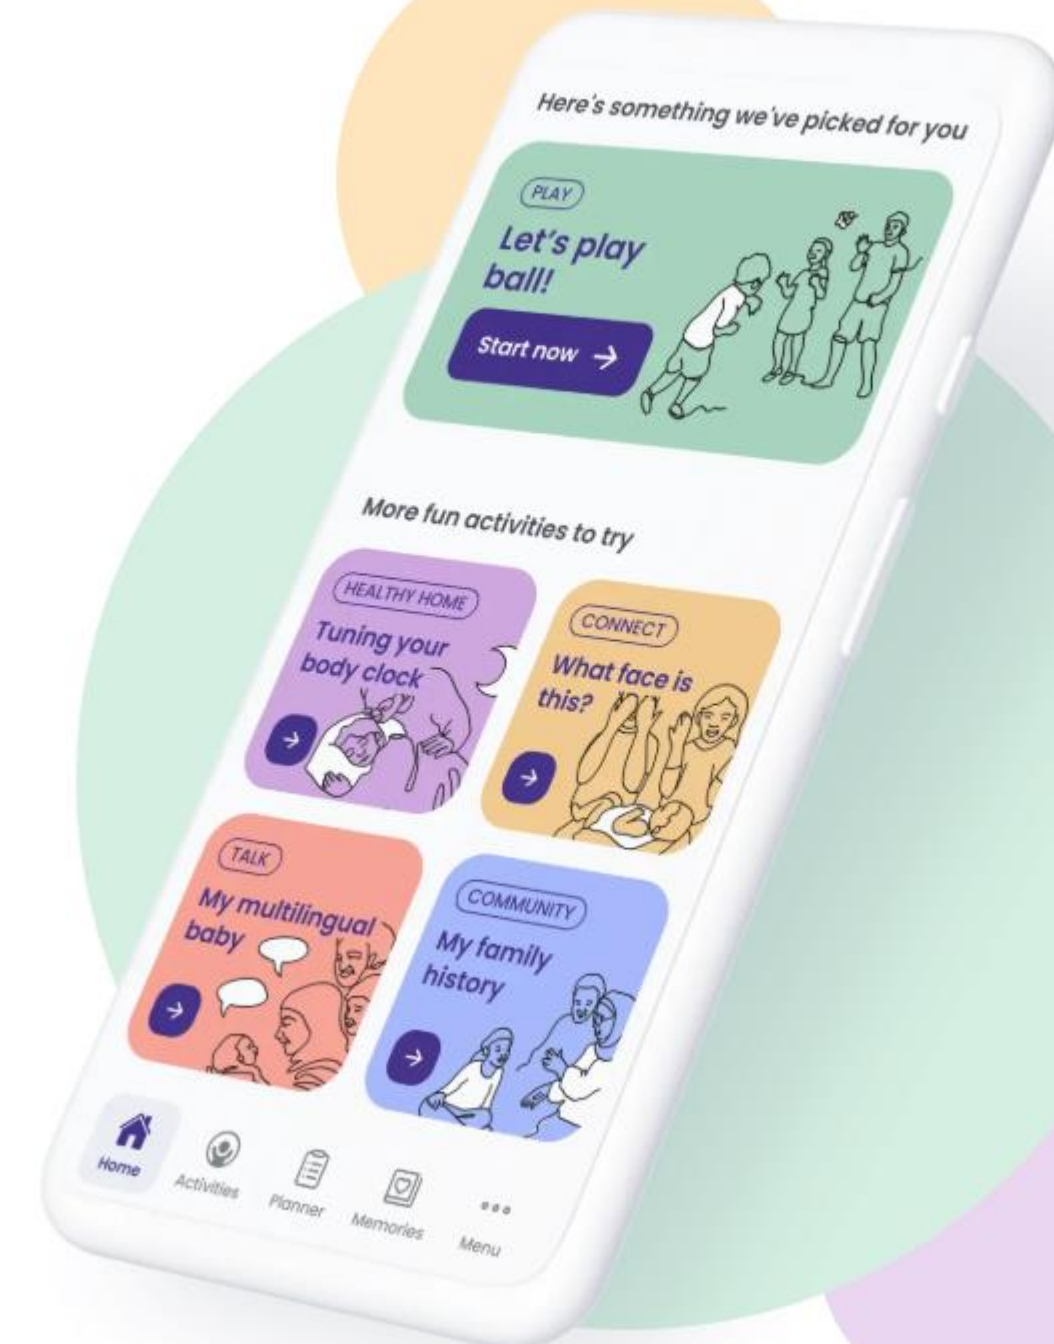 Here's something we've picked for you
PLAY
Let's play
ball!
Start now
More fun activities to try
HEALTHY HOME
Tuning your
body clock
CONNECT
What face is
this?
TALK
My multilingual
baby
COMMUNITY
My family
history
Home
Activities
Planner
Memories
Menu